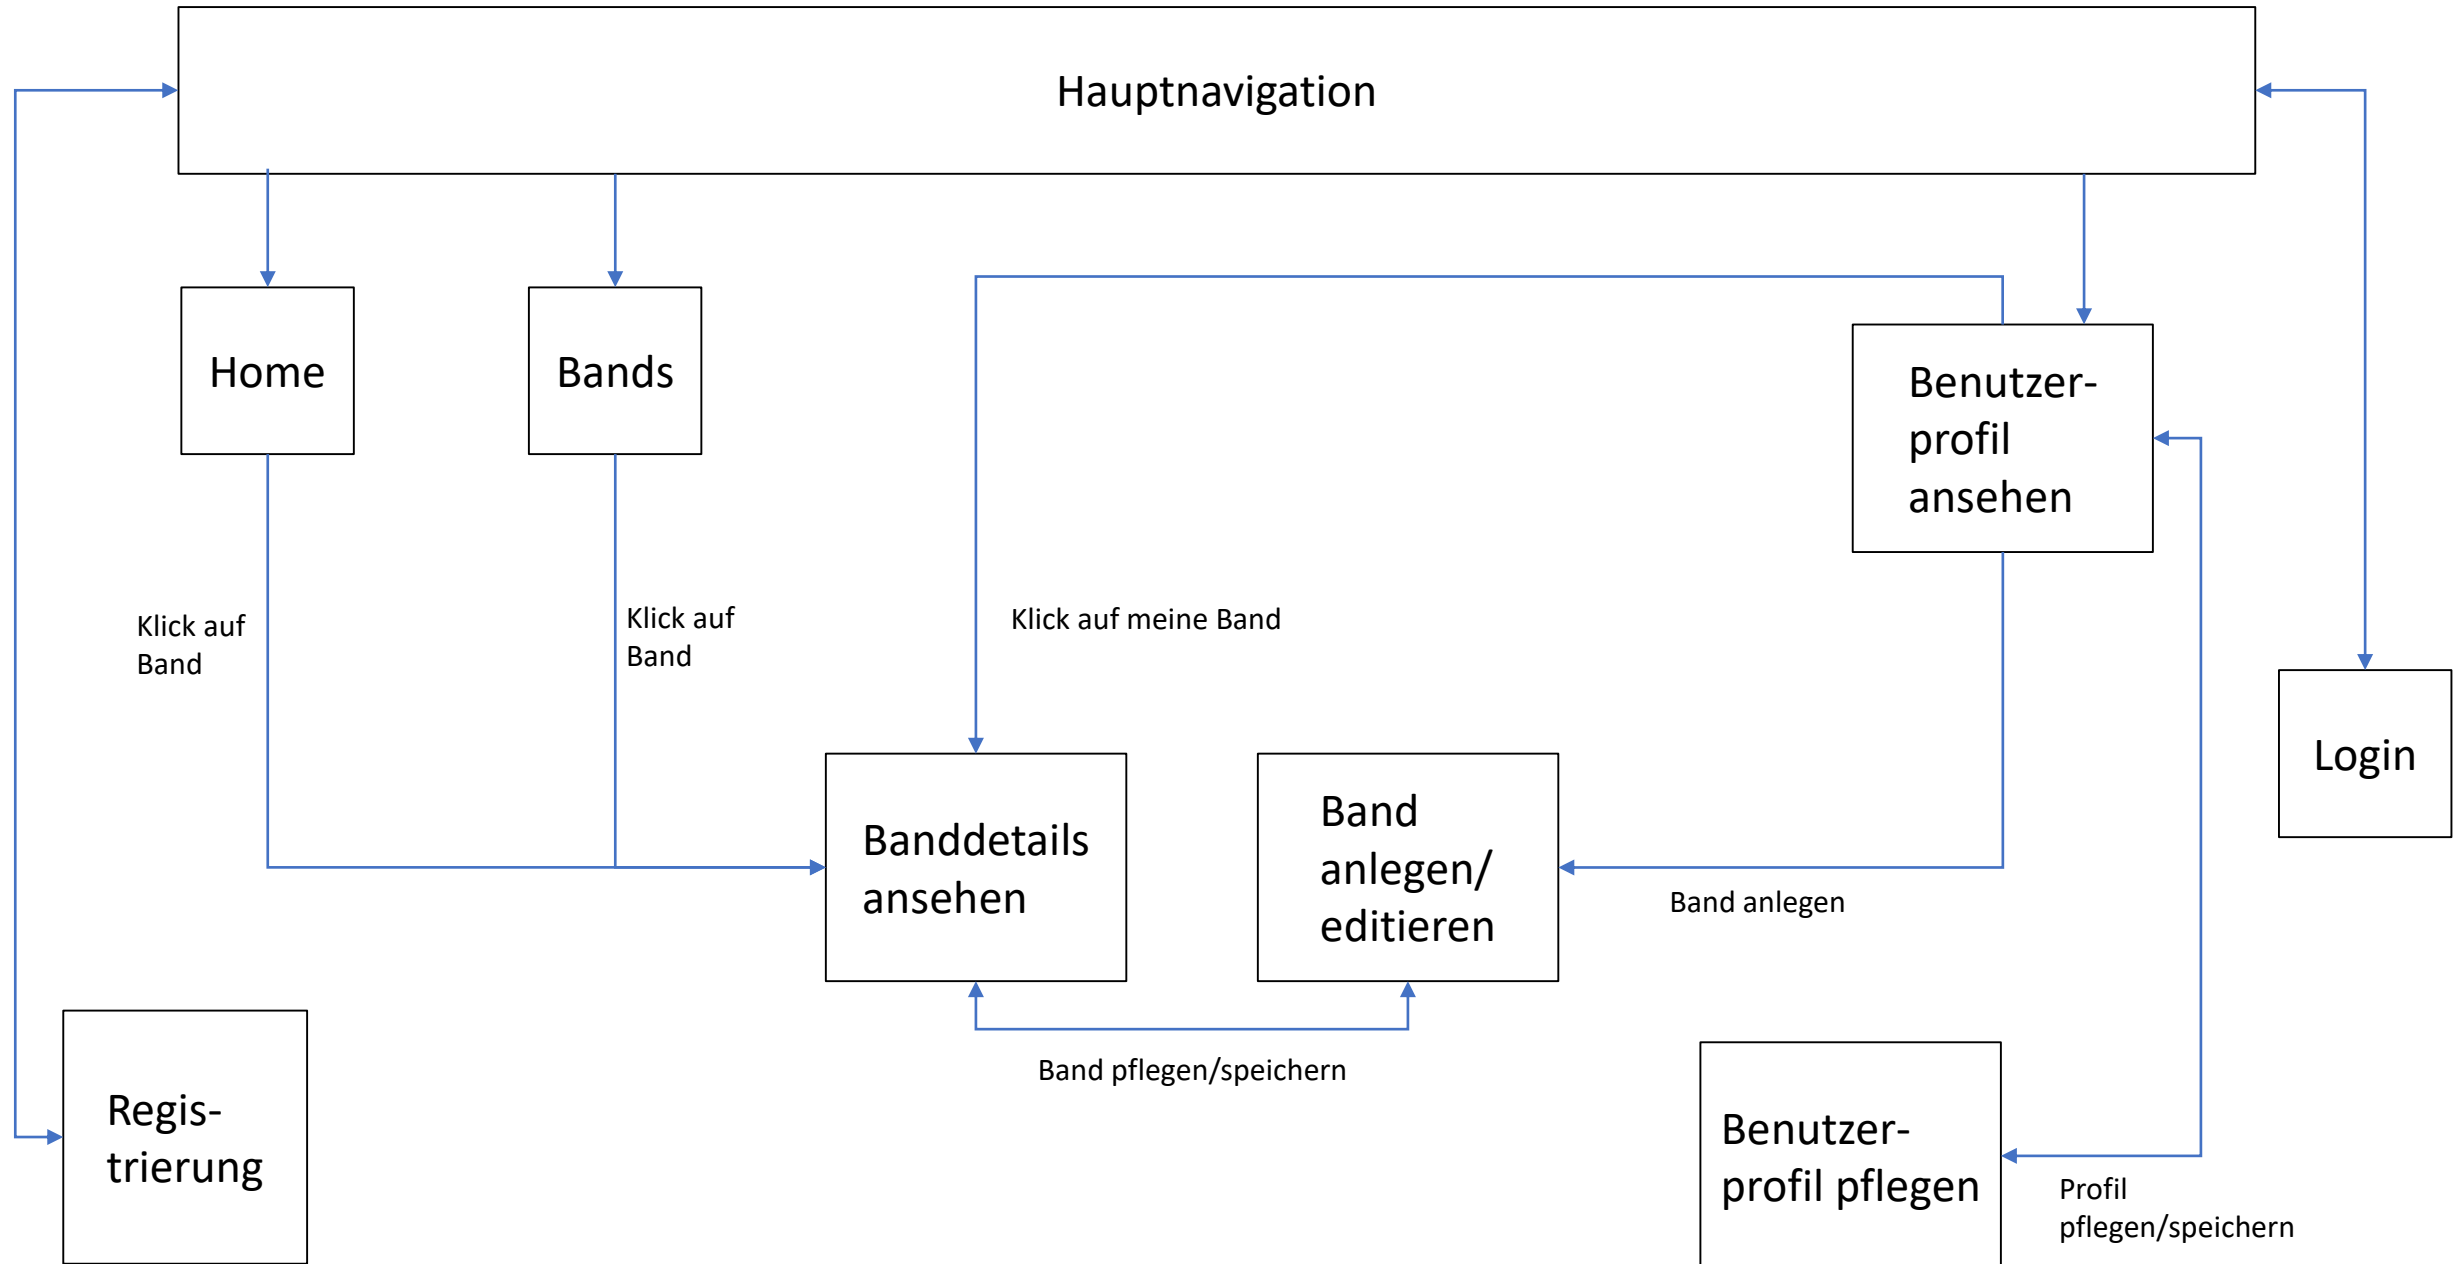 Hauptnavigation
Home
Bands
Benutzer-
profil
ansehen
Klick auf
Band
Klick auf
Band
Klick auf meine Band
Login
Banddetails
ansehen
Band
anlegen/
editieren
Band anlegen
Band pflegen/speichern
Regis-
trierung
Benutzer-
profil pflegen
Profil
pflegen/speichern